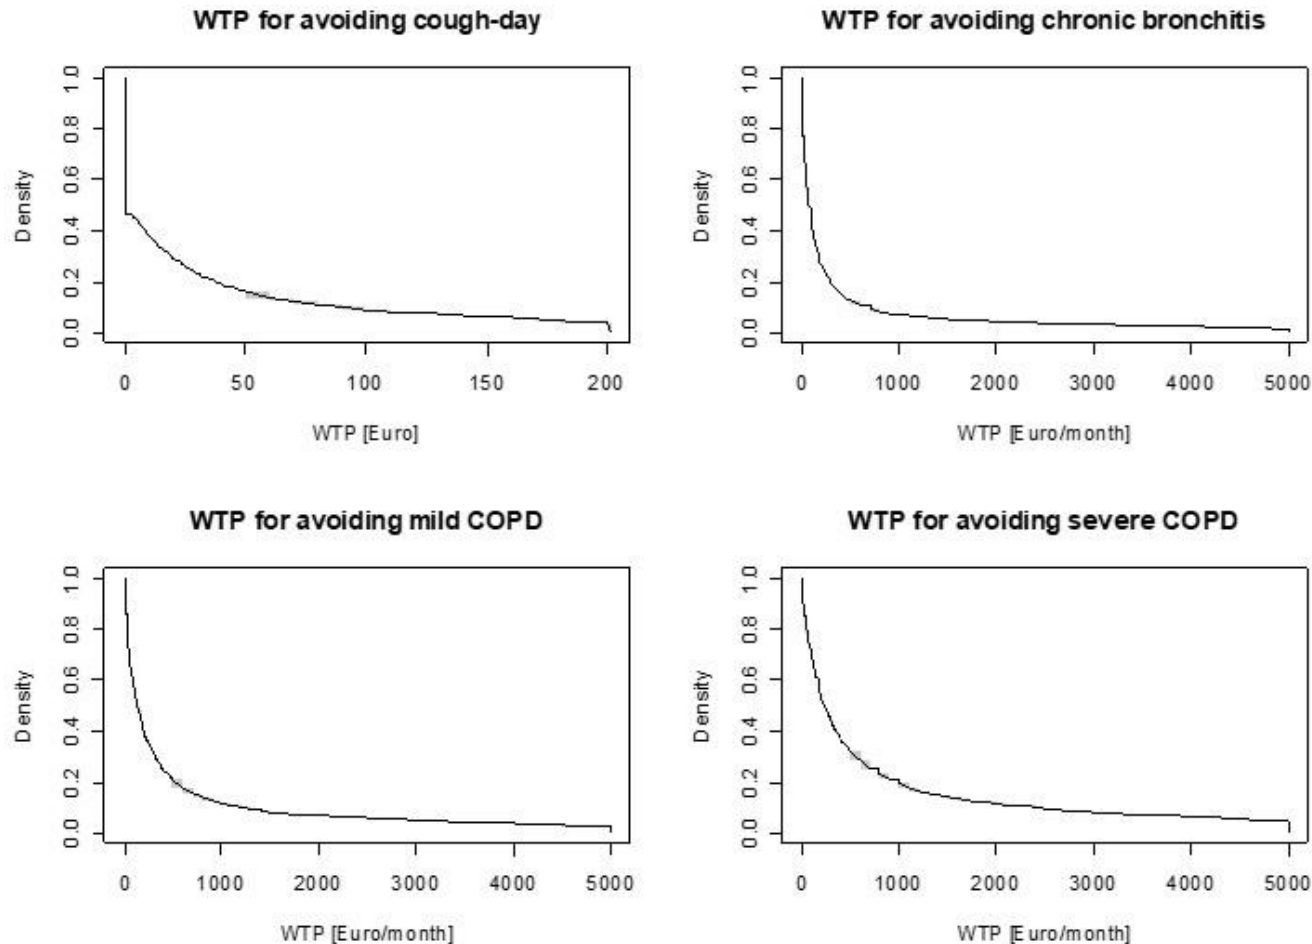 WTP for avoiding cough-day
Density
0.0 0.2 0.4 0.6 0.8 1.0
0 50 100 150 200
WTP [Euro]
WTP for avoiding chronic bronchitis
Density
0.0 0.2 0.4 0.6 0.8 1.0
0 1000 2000 3000 4000 5000
WTP [Euro/month]
WTP for avoiding mild COPD
Density
0.0 0.2 0.4 0.6 0.8 1.0
0 1000 2000 3000 4000 5000
WTP [Euro/month]
WTP for avoiding severe COPD
Density
0.0 0.2 0.4 0.6 0.8 1.0
0 1000 2000 3000 4000 5000
WTP [Euro/month]